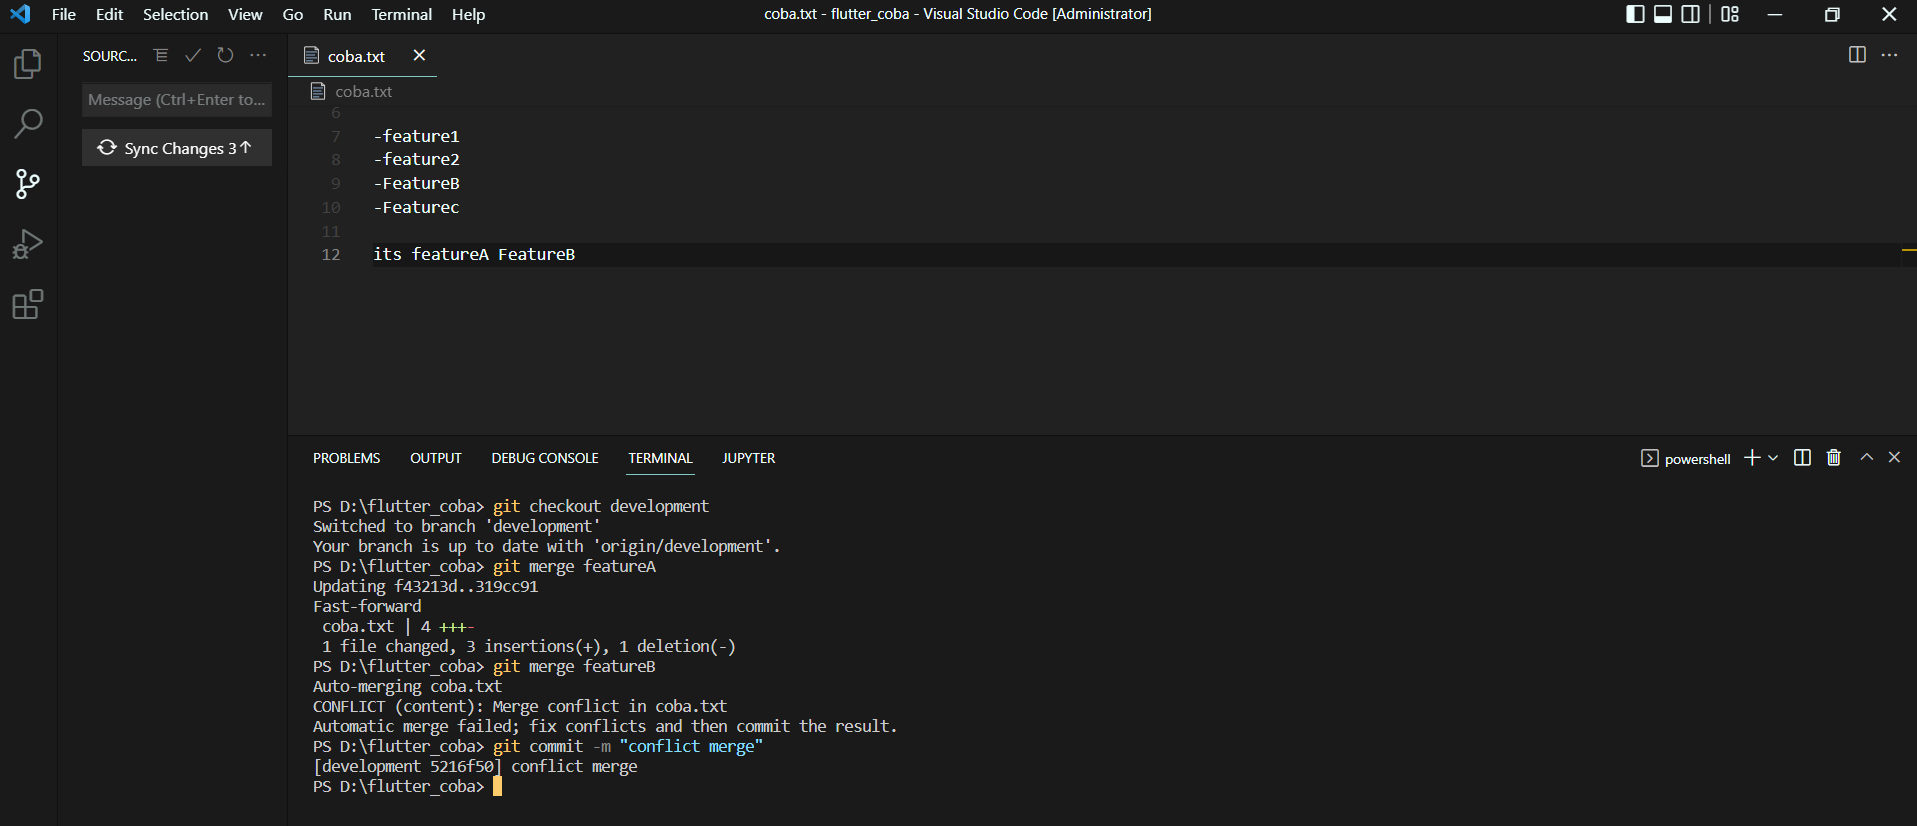 File Edit Selection View Go Run Terminal Help
coba.txt - flutter_coba - Visual Studio Code [Administrator]
SOURC...
coba.txt
Message (Ctrl+Enter to...
coba.txt
Sync Changes 3↑
6
7 -feature1
8 -feature2
9 -FeatureB
10 -Featurec
11
12 its featureA FeatureB
PROBLEMS OUTPUT DEBUG CONSOLE TERMINAL JUPYTER
powershell
PS D:\flutter_coba> git checkout development
Switched to branch 'development'
Your branch is up to date with 'origin/development'.
PS D:\flutter_coba> git merge featureA
Updating f43213d..319cc91
Fast-forward
coba.txt | 4 +++-
1 file changed, 3 insertions(+), 1 deletion(-)
PS D:\flutter_coba> git merge featureB
Auto-merging coba.txt
CONFLICT (content): Merge conflict in coba.txt
Automatic merge failed; fix conflicts and then commit the result.
PS D:\flutter_coba> git commit -m "conflict merge"
[development 5216f50] conflict merge
PS D:\flutter_coba>